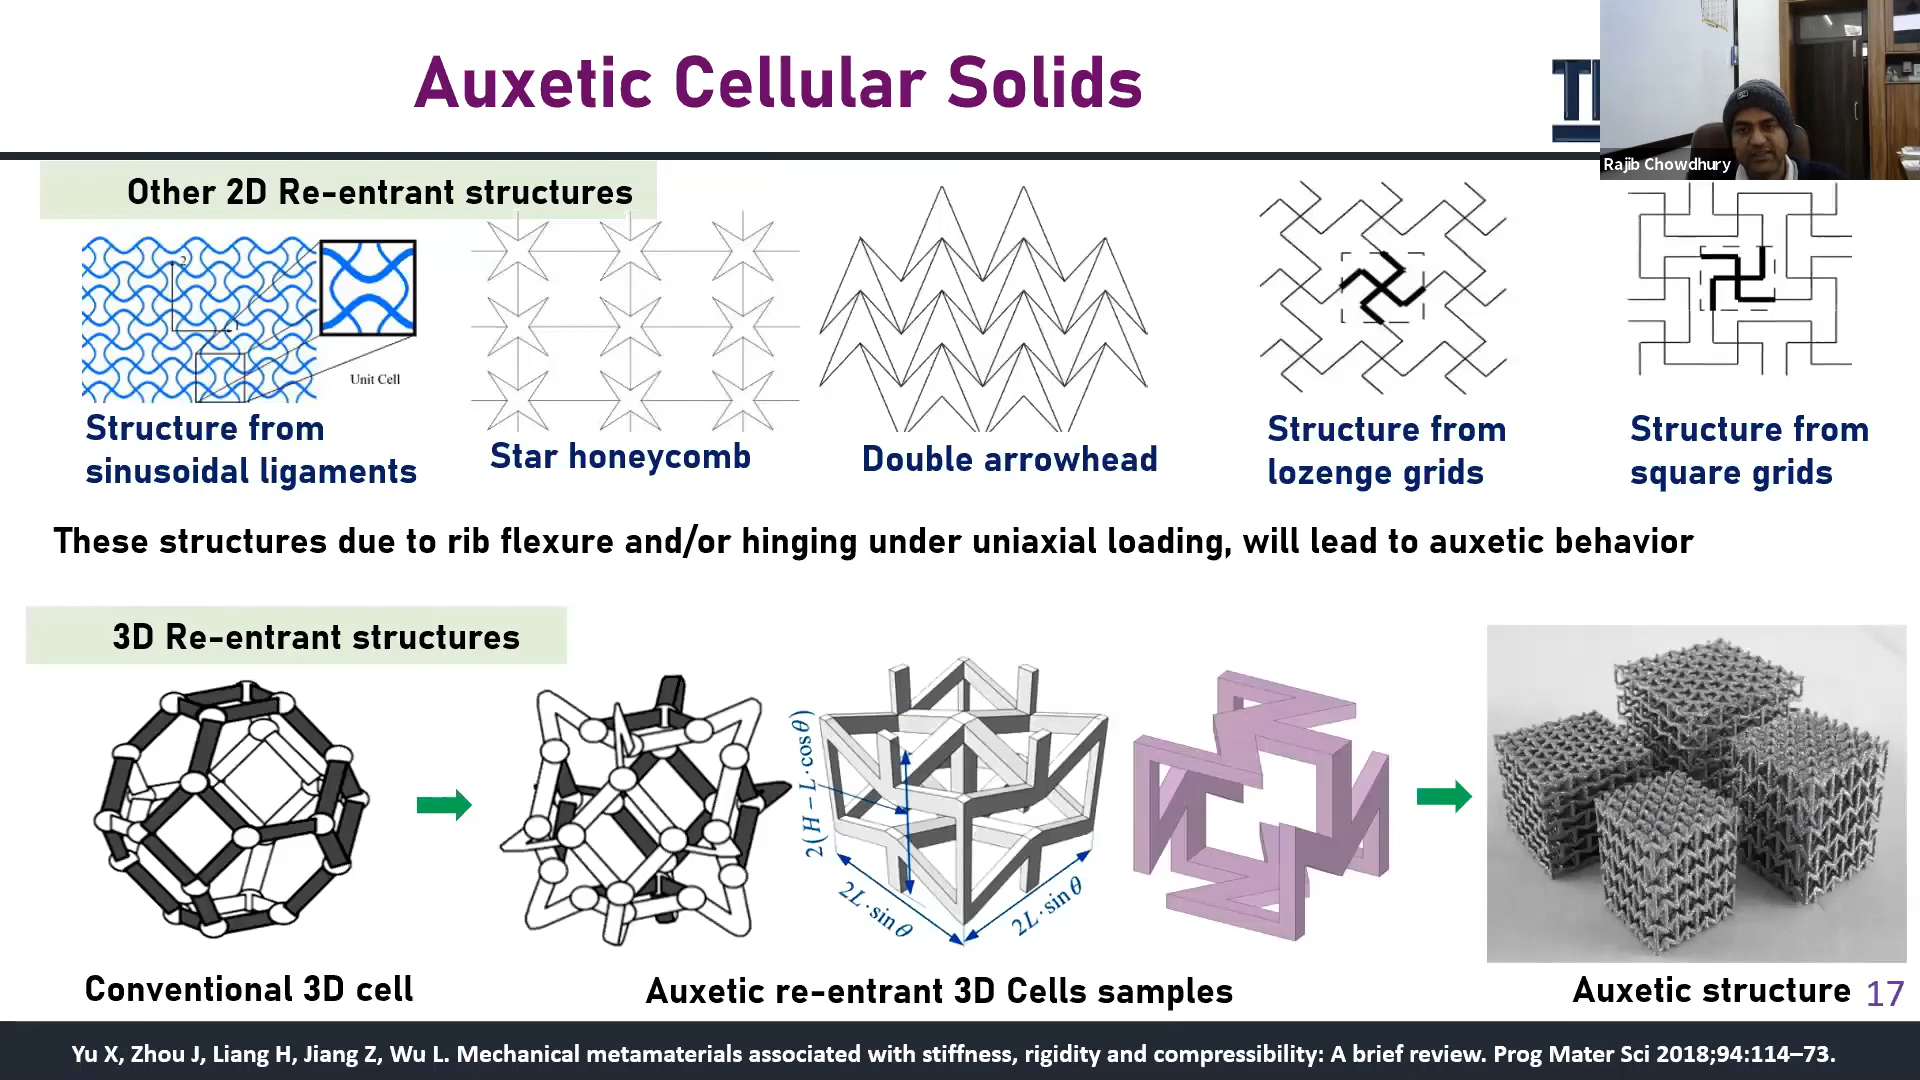 Auxetic Cellular Solids
Rajib Chowdhury
Other 2D Re-entrant structures
2
Unit Cell
Structure from
sinusoidal ligaments
Star honeycomb
Double arrowhead
Structure from
lozenge grids
Structure from
square grids
These structures due to rib flexure and/or hinging under uniaxial loading, will lead to auxetic behavior
3D Re-entrant structures
2(H−L·cosθ)
2L·sinθ
2L·sinθ
Conventional 3D cell
Auxetic re-entrant 3D Cells samples
Auxetic structure
17
Yu X, Zhou J, Liang H, Jiang Z, Wu L. Mechanical metamaterials associated with stiffness, rigidity and compressibility: A brief review. Prog Mater Sci 2018;94:114–73.